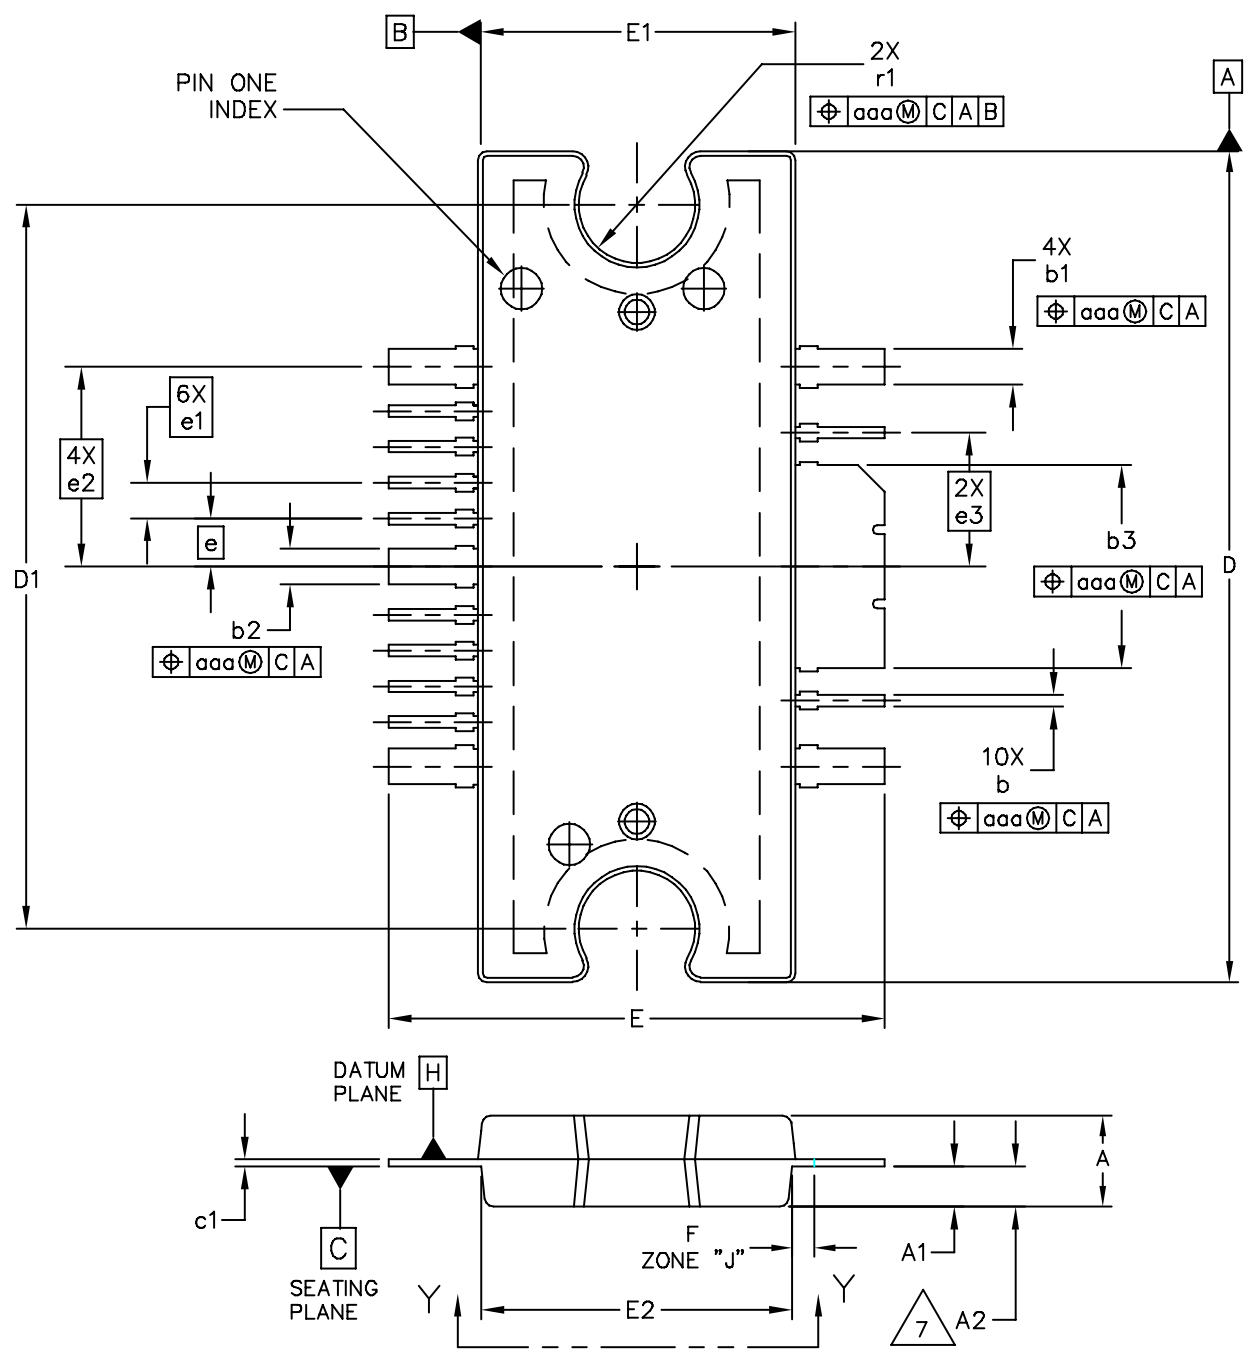 B
E1
2X
r1
⌖ aaa Ⓜ C A B
A
PIN ONE
INDEX
4X
b1
⌖ aaa Ⓜ C A
6X
e1
4X
e2
2X
e3
e
b3
⌖ aaa Ⓜ C A
D1
D
b2
⌖ aaa Ⓜ C A
10X
b
⌖ aaa Ⓜ C A
E
DATUM
PLANE
H
A
c1
C
SEATING
PLANE
F
ZONE "J"
A1
Y
E2
Y
7
A2